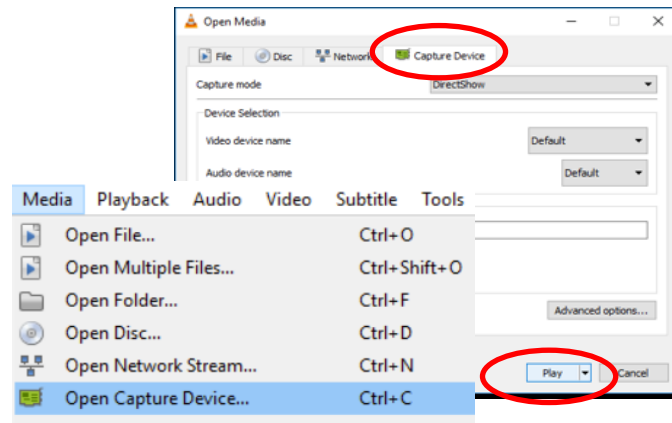 Open Media
File Disc Network Capture Device
Capture mode DirectShow
Device Selection
Video device name Default
Audio device name Default
Advanced options...
Play Cancel
Media Playback Audio Video Subtitle Tools
Open File... Ctrl+O
Open Multiple Files... Ctrl+Shift+O
Open Folder... Ctrl+F
Open Disc... Ctrl+D
Open Network Stream... Ctrl+N
Open Capture Device... Ctrl+C